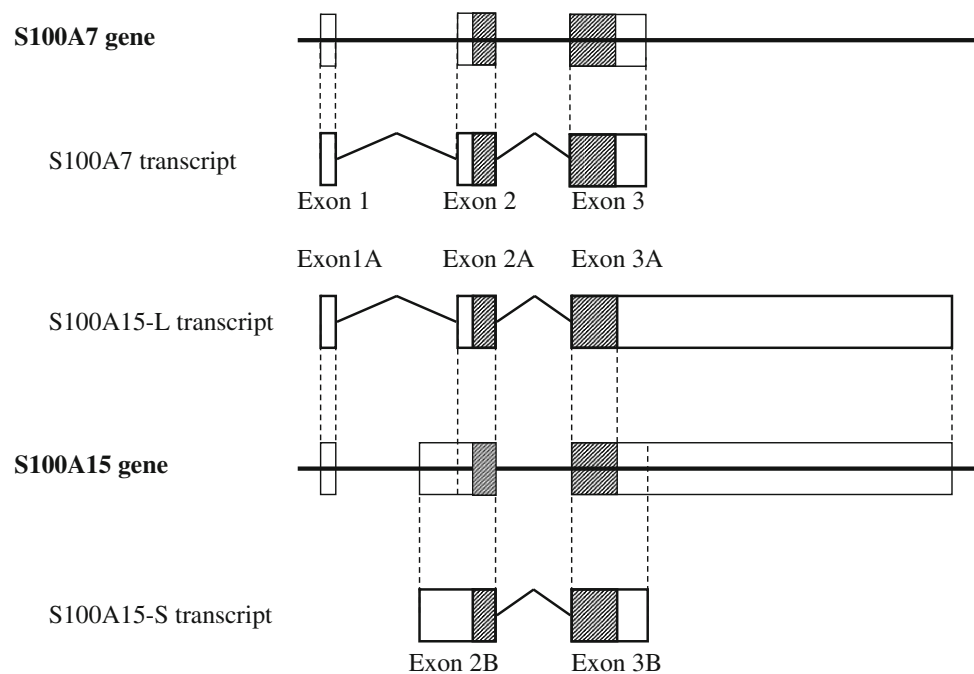 S100A7 gene
S100A7 transcript
Exon 1 Exon 2 Exon 3
Exon1A Exon 2A Exon 3A
S100A15-L transcript
S100A15 gene
S100A15-S transcript
Exon 2B Exon 3B